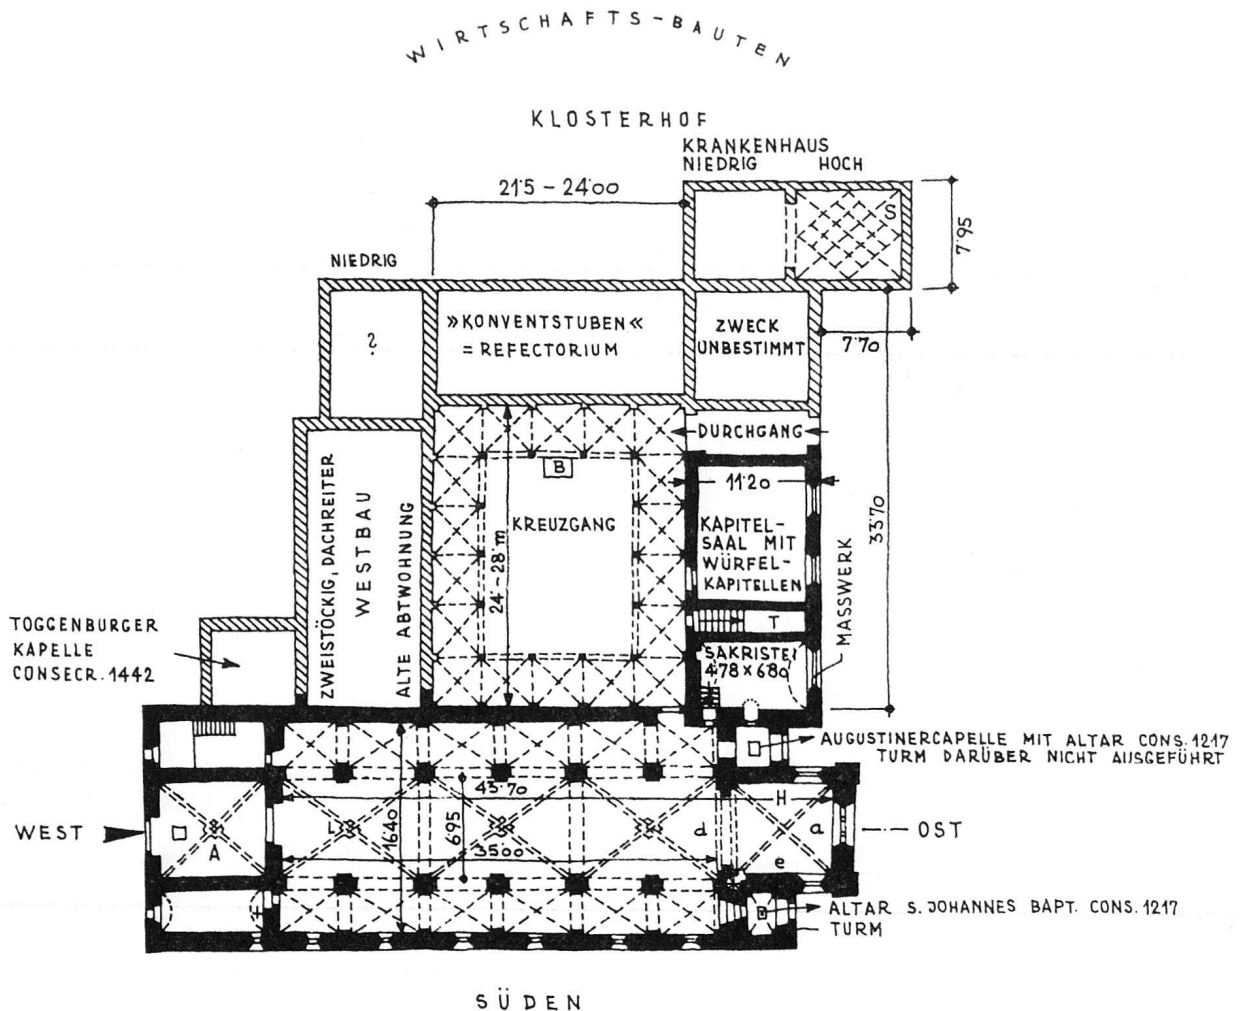 WIRTSCHAFTS-BAUTEN
KLOSTERHOF
KRANKENHAUS
NIEDRIG HOCH
21'5 – 24'00
S
7'95
NIEDRIG
?
»KONVENTSTUBEN«
= REFECTORIUM
ZWECK
UNBESTIMMT
7'70
DURCHGANG
B
11'20
KREUZGANG
24 – 28 m
KAPITEL-
SAAL MIT
WÜRFEL-
KAPITELLEN
33'70
MASSWERK
ZWEISTÖCKIG, DACHREITER
WESTBAU
ALTE ABTWOHNUNG
T
TOGGENBURGER
KAPELLE
CONSECR. 1442
SAKRISTEI
4'78 × 6'80
AUGUSTINERCAPELLE MIT ALTAR CONS. 1217
TURM DARÜBER NICHT AUSGEFÜHRT
43'70
H
WEST
A
L
16'40
6'95
d
a
OST
35'00
e
ALTAR S. JOHANNES BAPT. CONS. 1217
TURM
SÜDEN